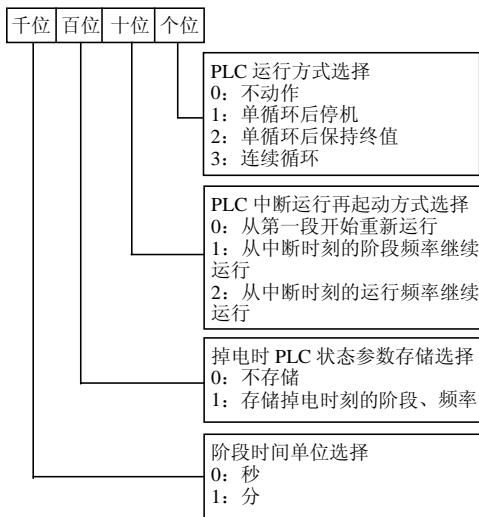 千位 百位 十位 个位
PLC 运行方式选择
0：不动作
1：单循环后停机
2：单循环后保持终值
3：连续循环
PLC 中断运行再起动方式选择
0：从第一段开始重新运行
1：从中断时刻的阶段频率继续
运行
2：从中断时刻的运行频率继续
运行
掉电时 PLC 状态参数存储选择
0：不存储
1：存储掉电时刻的阶段、频率
阶段时间单位选择
0：秒
1：分